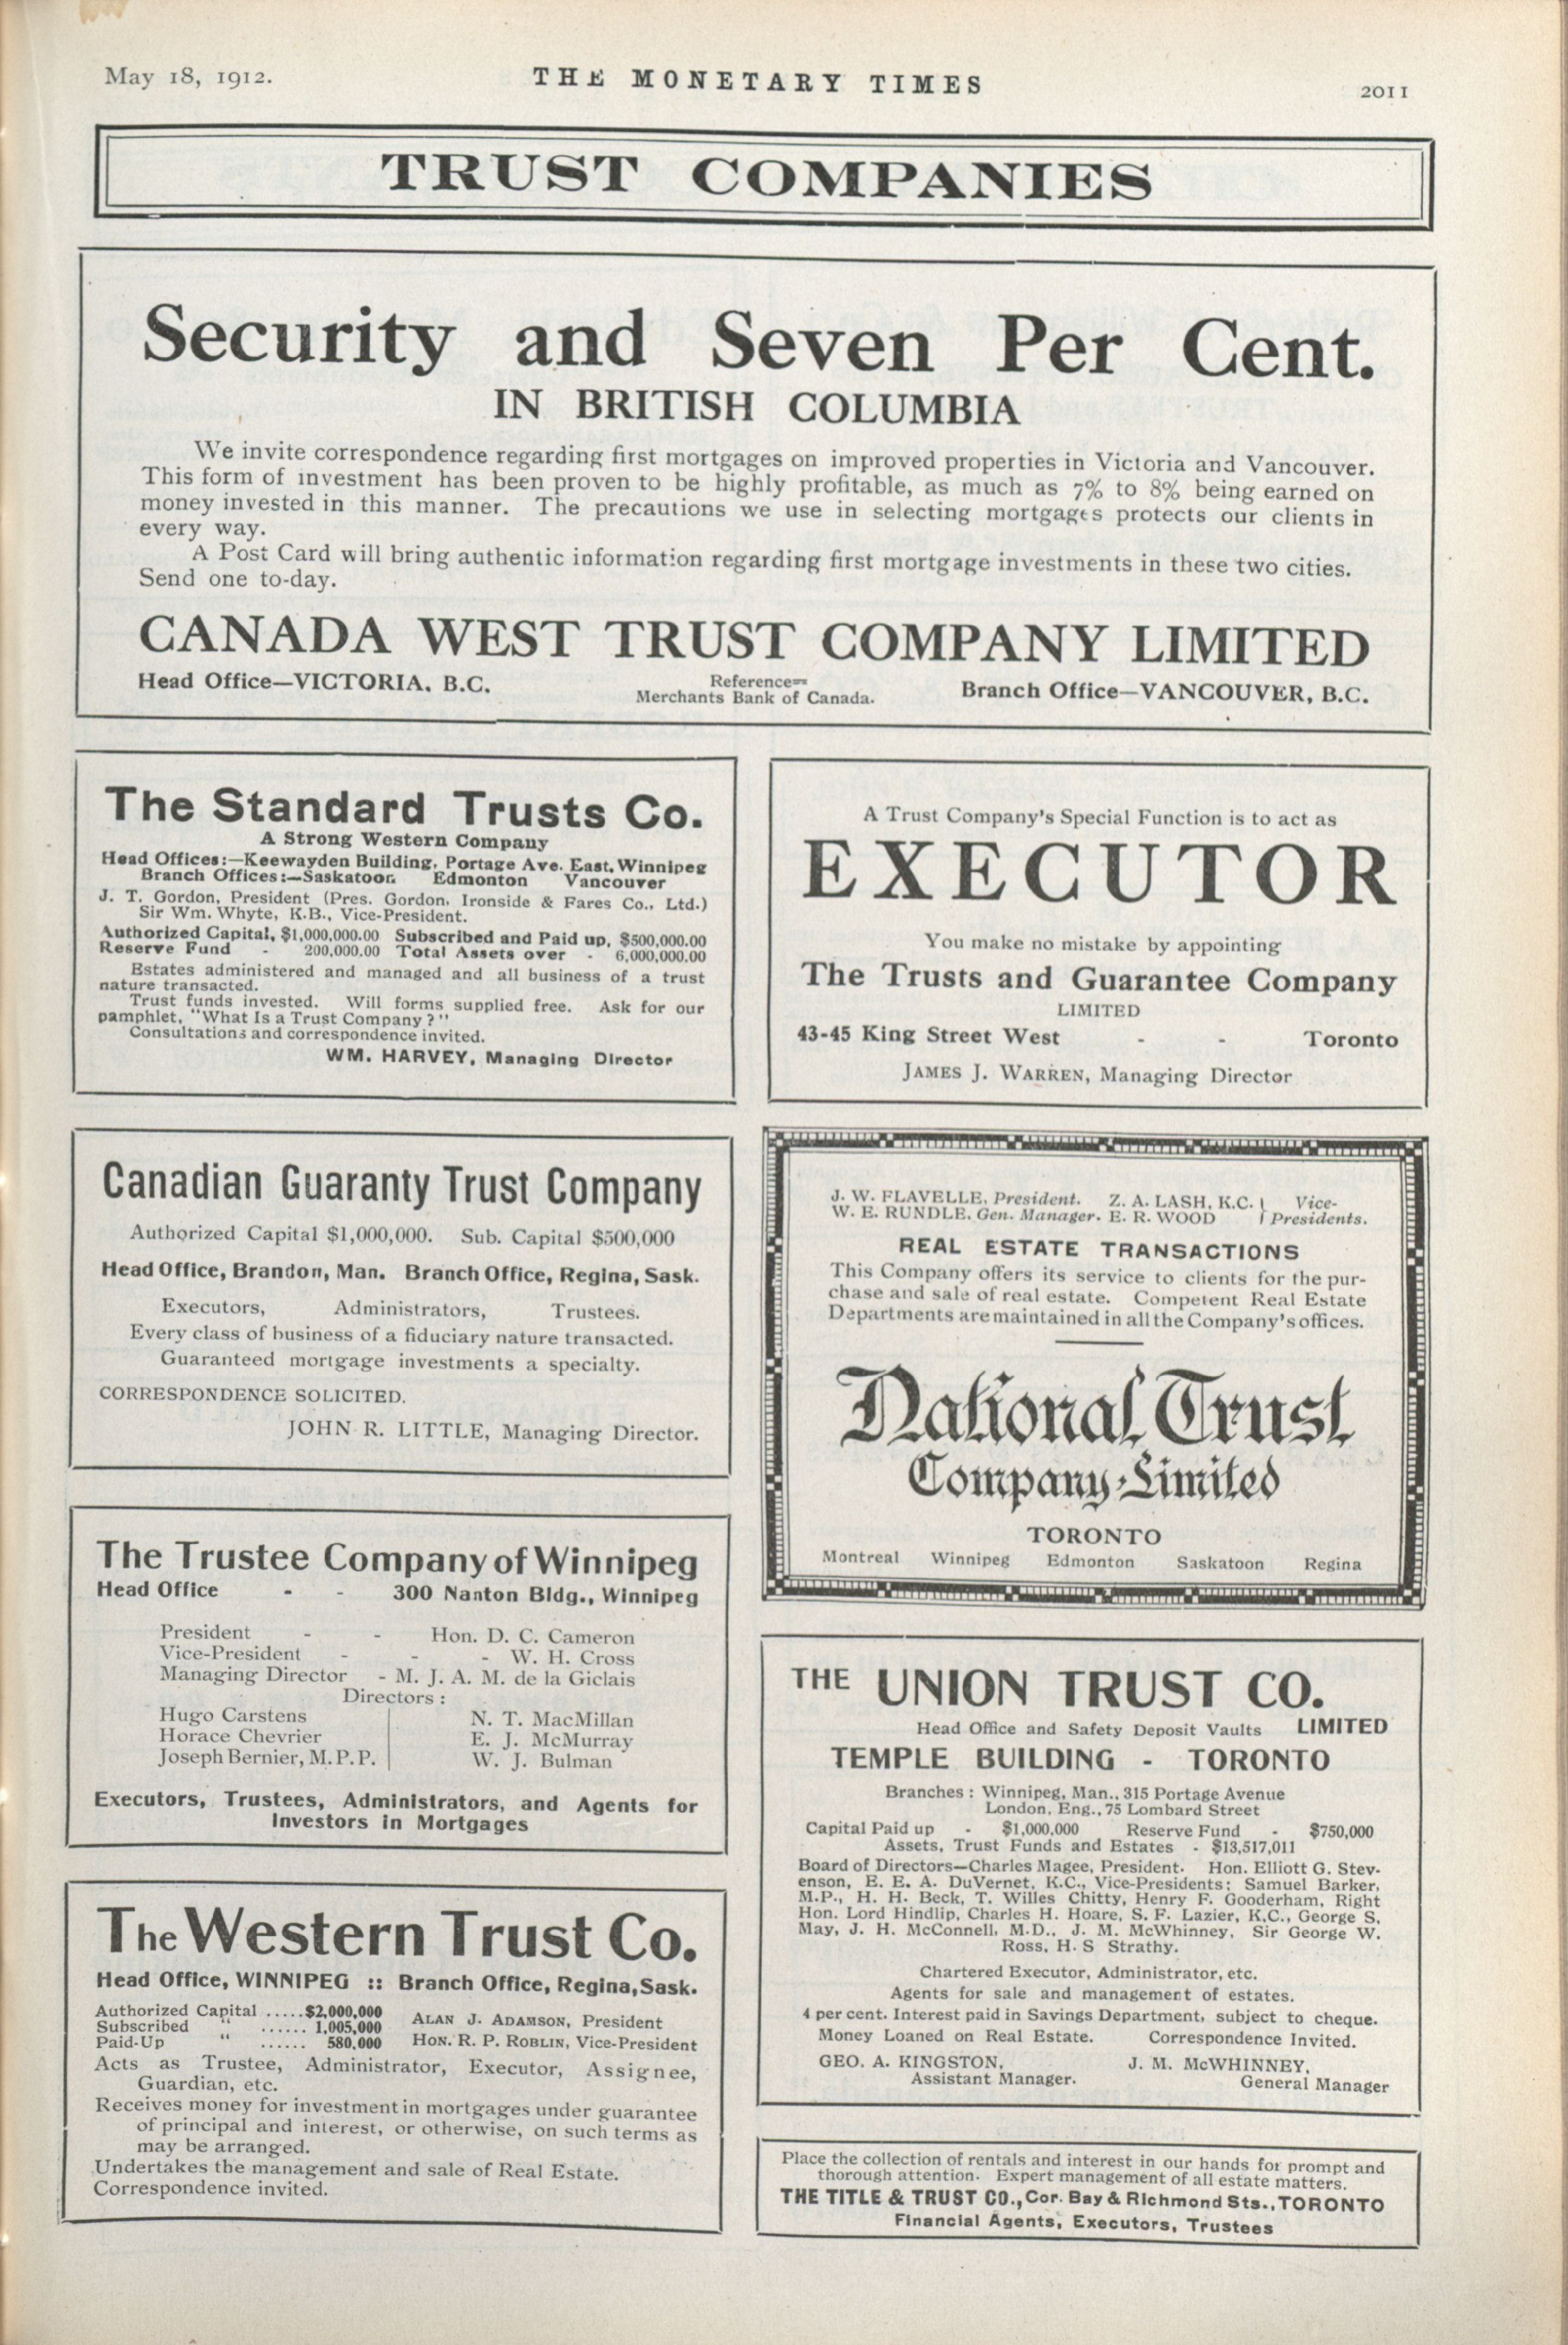 May 18, 1912.
THE MONETARY TIMES
2011
TRUST COMPANIES
Security and Seven Per Cent.
IN BRITISH COLUMBIA
We invite correspondence regarding first mortgages on improved properties in Victoria and Vancouver.
This form of investment has been proven to be highly profitable, as much as 7% to 8% being earned on
money invested in this manner. The precautions we use in selecting mortgages protects our clients in
every way.
A Post Card will bring authentic information regarding first mortgage investments in these two cities.
Send one to-day.
CANADA WEST TRUST COMPANY LIMITED
Head Office—VICTORIA, B.C.
Reference—
Merchants Bank of Canada.
Branch Office—VANCOUVER, B.C.
The Standard Trusts Co.
A Strong Western Company
Head Offices:—Keewayden Building, Portage Ave. East, Winnipeg
Branch Offices:—Saskatoon Edmonton Vancouver
J. T. Gordon, President (Pres. Gordon, Ironside & Fares Co., Ltd.)
Sir Wm. Whyte, K.B., Vice-President.
Authorized Capital, $1,000,000.00 Subscribed and Paid up, $500,000.00
Reserve Fund - 200,000.00 Total Assets over - 6,000,000.00
Estates administered and managed and all business of a trust
nature transacted.
Trust funds invested. Will forms supplied free. Ask for our
pamphlet, "What Is a Trust Company?"
Consultations and correspondence invited.
WM. HARVEY, Managing Director
A Trust Company's Special Function is to act as
EXECUTOR
You make no mistake by appointing
The Trusts and Guarantee Company
LIMITED
43-45 King Street West - - Toronto
JAMES J. WARREN, Managing Director
Canadian Guaranty Trust Company
Authorized Capital $1,000,000. Sub. Capital $500,000
Head Office, Brandon, Man. Branch Office, Regina, Sask.
Executors, Administrators, Trustees.
Every class of business of a fiduciary nature transacted.
Guaranteed mortgage investments a specialty.
CORRESPONDENCE SOLICITED.
JOHN R. LITTLE, Managing Director.
J. W. FLAVELLE, President. Z. A. LASH, K.C. } Vice-
W. E. RUNDLE, Gen. Manager. E. R. WOOD } Presidents.
REAL ESTATE TRANSACTIONS
This Company offers its service to clients for the pur-
chase and sale of real estate. Competent Real Estate
Departments are maintained in all the Company's offices.
National Trust
Company, Limited
TORONTO
Montreal Winnipeg Edmonton Saskatoon Regina
The Trustee Company of Winnipeg
Head Office - - 300 Nanton Bldg., Winnipeg
President - - Hon. D. C. Cameron
Vice-President - - - W. H. Cross
Managing Director - M. J. A. M. de la Giclais
Directors:
Hugo Carstens N. T. MacMillan
Horace Chevrier E. J. McMurray
Joseph Bernier, M.P.P. W. J. Bulman
Executors, Trustees, Administrators, and Agents for
Investors in Mortgages
THE UNION TRUST CO.
Head Office and Safety Deposit Vaults LIMITED
TEMPLE BUILDING - TORONTO
Branches: Winnipeg, Man., 315 Portage Avenue
London, Eng., 75 Lombard Street
Capital Paid up - $1,000,000 Reserve Fund - $750,000
Assets, Trust Funds and Estates - $13,517,011
Board of Directors—Charles Magee, President. Hon. Elliott G. Stev-
enson, E. E. A. DuVernet, K.C., Vice-Presidents; Samuel Barker,
M.P., H. H. Beck, T. Willes Chitty, Henry F. Gooderham, Right
Hon. Lord Hindlip, Charles H. Hoare, S. F. Lazier, K.C., George S.
May, J. H. McConnell, M.D., J. M. McWhinney, Sir George W.
Ross, H. S Strathy.
Chartered Executor, Administrator, etc.
Agents for sale and management of estates.
4 per cent. Interest paid in Savings Department, subject to cheque.
Money Loaned on Real Estate. Correspondence Invited.
GEO. A. KINGSTON, J. M. McWHINNEY,
Assistant Manager. General Manager
The Western Trust Co.
Head Office, WINNIPEG :: Branch Office, Regina, Sask.
Authorized Capital .....$2,000,000
Subscribed " ...... 1,005,000
Paid-Up " ...... 580,000
ALAN J. ADAMSON, President
HON. R. P. ROBLIN, Vice-President
Acts as Trustee, Administrator, Executor, Assignee,
Guardian, etc.
Receives money for investment in mortgages under guarantee
of principal and interest, or otherwise, on such terms as
may be arranged.
Undertakes the management and sale of Real Estate.
Correspondence invited.
Place the collection of rentals and interest in our hands for prompt and
thorough attention. Expert management of all estate matters.
THE TITLE & TRUST CO., Cor. Bay & Richmond Sts., TORONTO
Financial Agents, Executors, Trustees